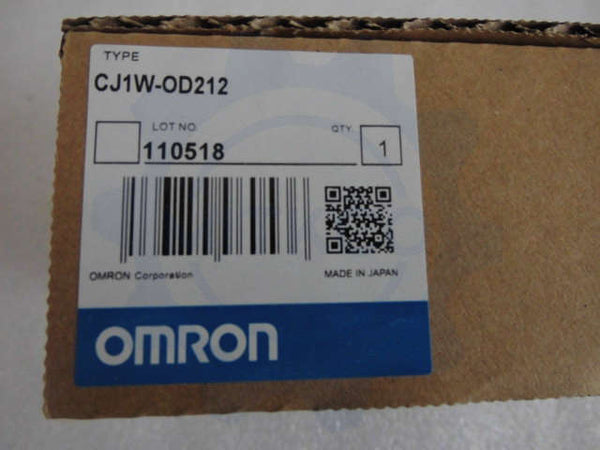 TYPE
CJ1W-OD212
LOT NO. QTY.
110518 1
OMRON Corporation MADE IN JAPAN
OMRON